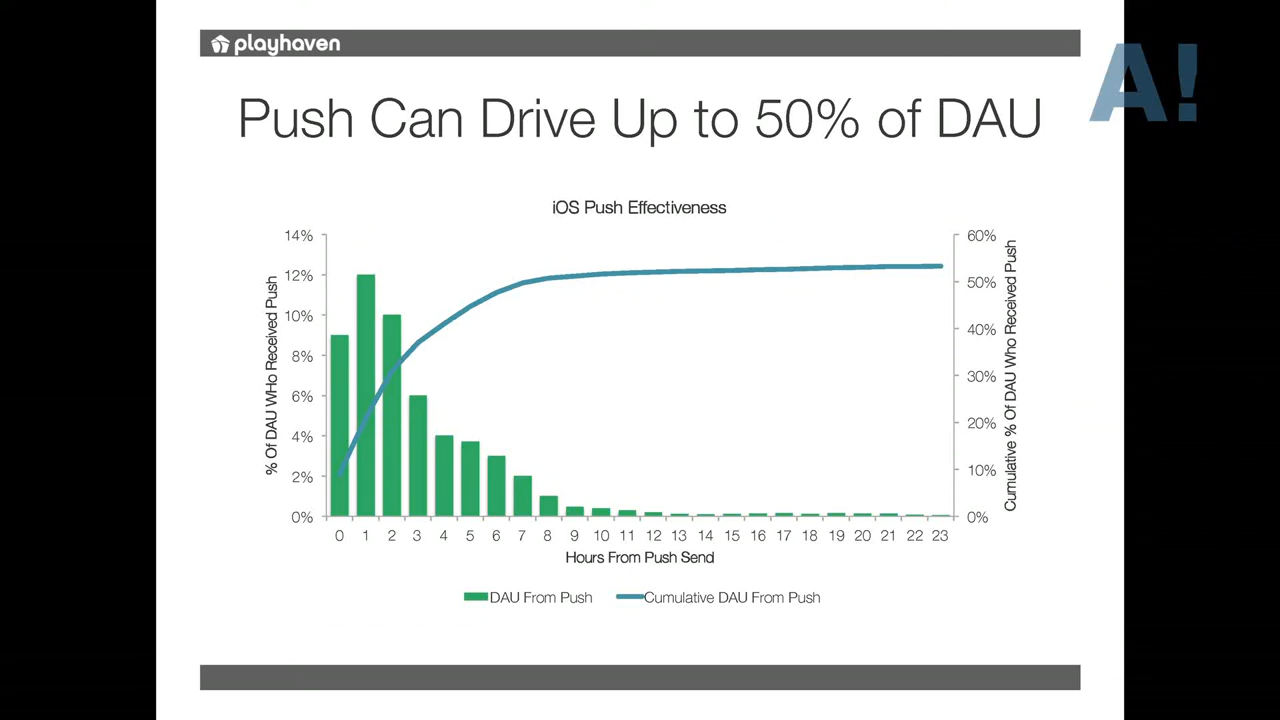 playhaven
A!
Push Can Drive Up to 50% of DAU
iOS Push Effectiveness
14%
12%
10%
8%
6%
4%
2%
0%
% Of DAU WHo Received Push
60%
50%
40%
30%
20%
10%
0%
Cumulative % Of DAU Who Received Push
0 1 2 3 4 5 6 7 8 9 10 11 12 13 14 15 16 17 18 19 20 21 22 23
Hours From Push Send
DAU From Push Cumulative DAU From Push